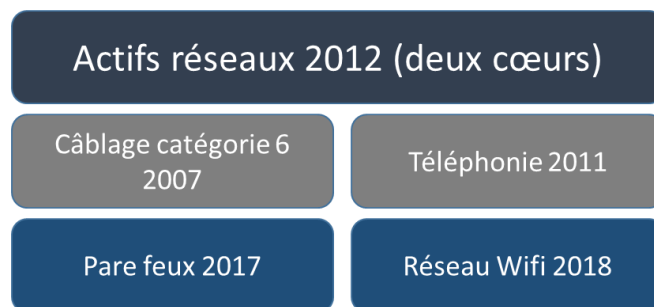 Actifs réseaux 2012 (deux cœurs)
Câblage catégorie 6
2007
Téléphonie 2011
Pare feux 2017
Réseau Wifi 2018